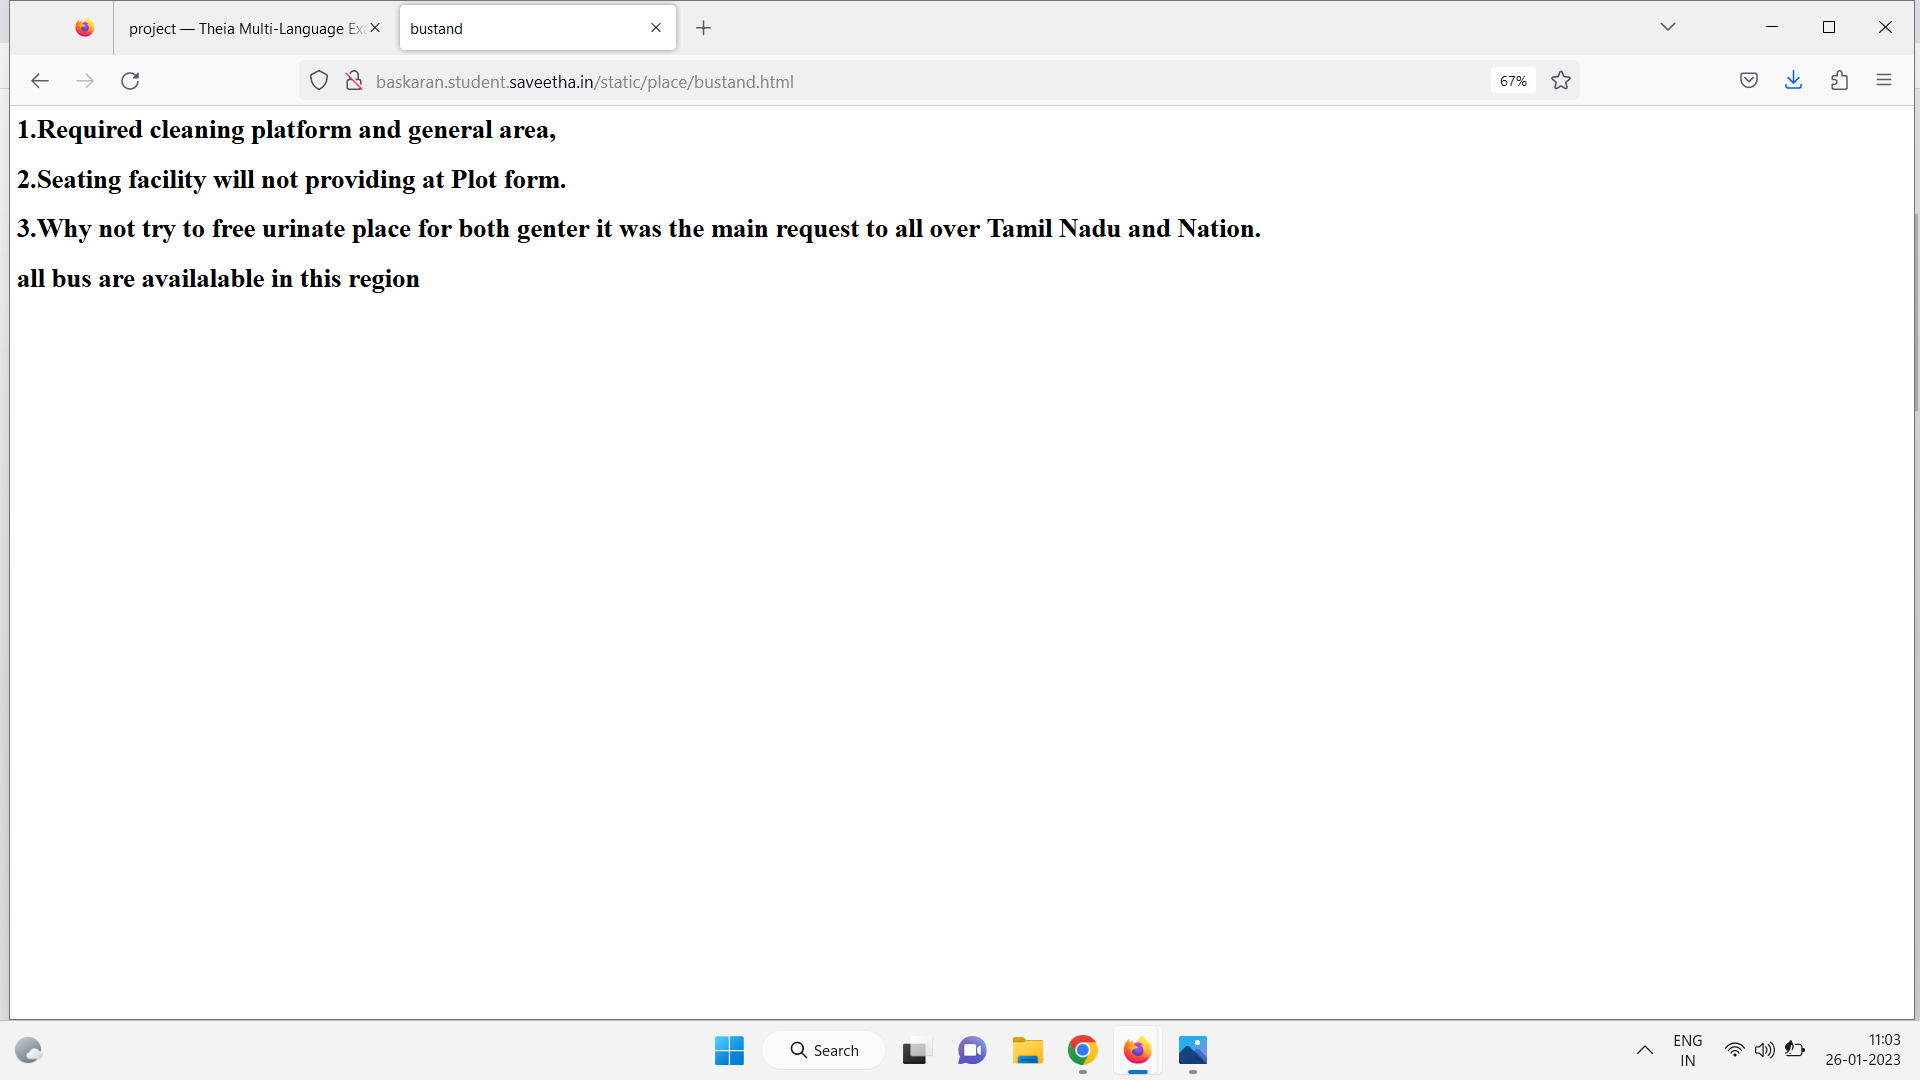 project — Theia Multi-Language Ex
bustand
baskaran.student.saveetha.in/static/place/bustand.html
67%
1.Required cleaning platform and general area,
2.Seating facility will not providing at Plot form.
3.Why not try to free urinate place for both genter it was the main request to all over Tamil Nadu and Nation.
all bus are availalable in this region
Search
ENG
IN
11:03
26-01-2023